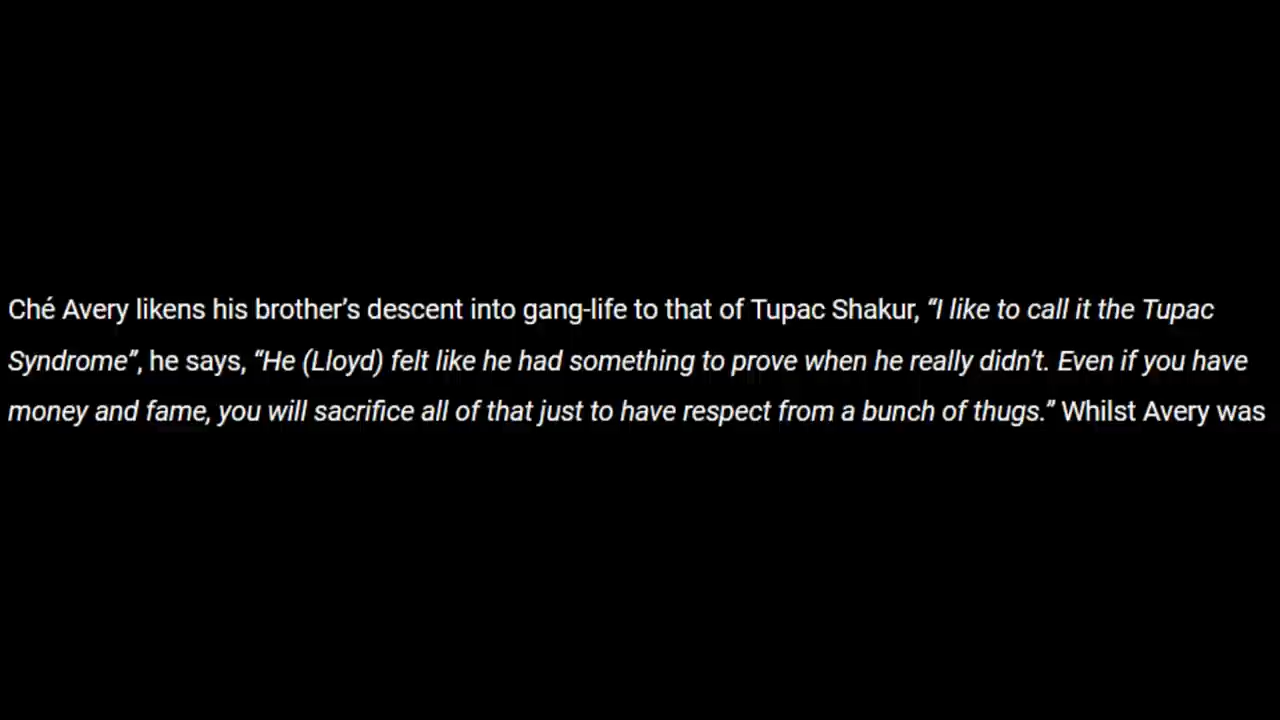 Ché Avery likens his brother’s descent into gang-life to that of Tupac Shakur, “I like to call it the Tupac
Syndrome”, he says, “He (Lloyd) felt like he had something to prove when he really didn’t. Even if you have
money and fame, you will sacrifice all of that just to have respect from a bunch of thugs.” Whilst Avery was